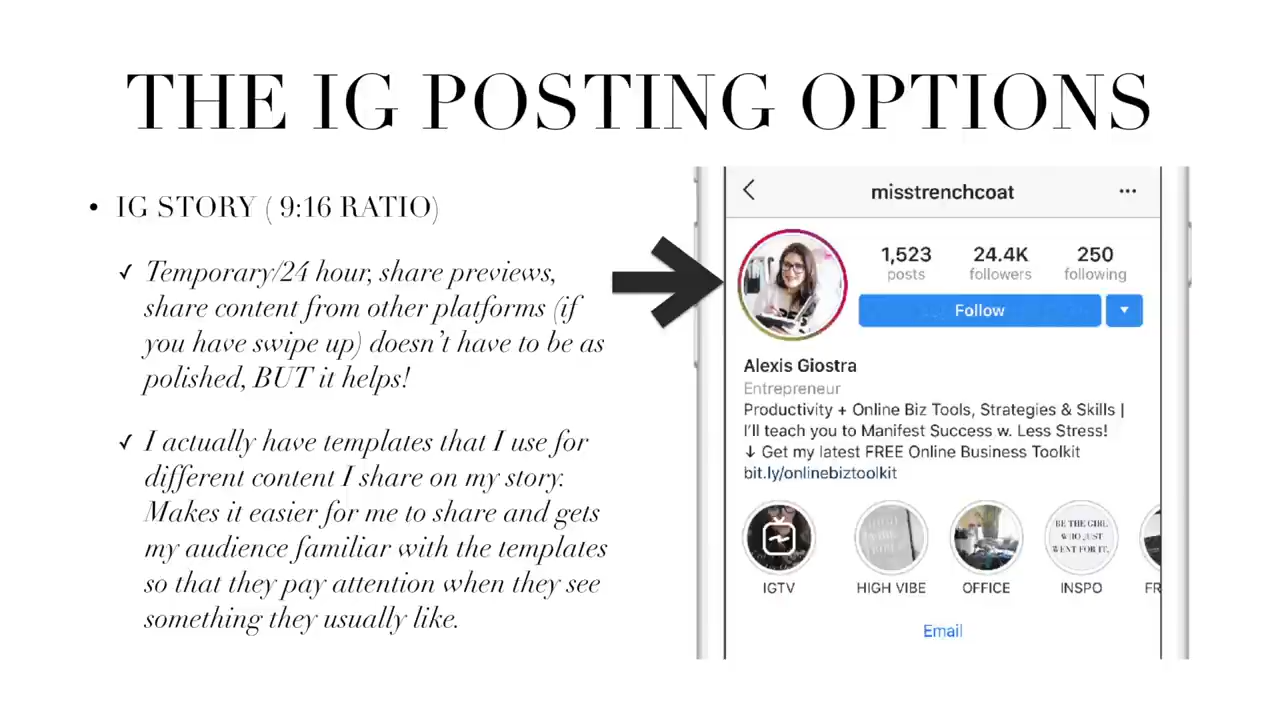 THE IG POSTING OPTIONS
• IG STORY ( 9:16 RATIO)
✓ Temporary/24 hour, share previews,
share content from other platforms (if
you have swipe up) doesn't have to be as
polished, BUT it helps!
✓ I actually have templates that I use for
different content I share on my story.
Makes it easier for me to share and gets
my audience familiar with the templates
so that they pay attention when they see
something they usually like.
misstrenchcoat
1,523 24.4K 250
posts followers following
Follow
Alexis Giostra
Entrepreneur
Productivity + Online Biz Tools, Strategies & Skills |
I'll teach you to Manifest Success w. Less Stress!
↓ Get my latest FREE Online Business Toolkit
bit.ly/onlinebiztoolkit
BE THE GIRL
WHO JUST
WENT FOR IT,
IGTV HIGH VIBE OFFICE INSPO FR
Email